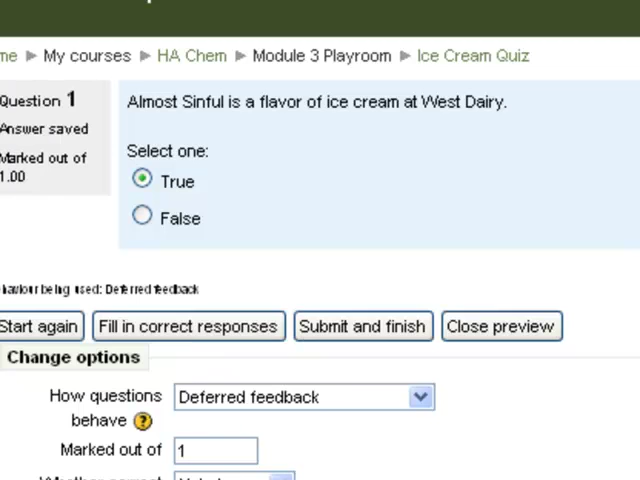 me ► My courses ► HA Chem ► Module 3 Playroom ► Ice Cream Quiz
Question 1
Answer saved
Marked out of
1.00
Almost Sinful is a flavor of ice cream at West Dairy.
Select one:
True
False
haviour being used: Deferred feedback
Start again Fill in correct responses Submit and finish Close preview
Change options
How questions behave ? Deferred feedback
Marked out of 1
Whether correct